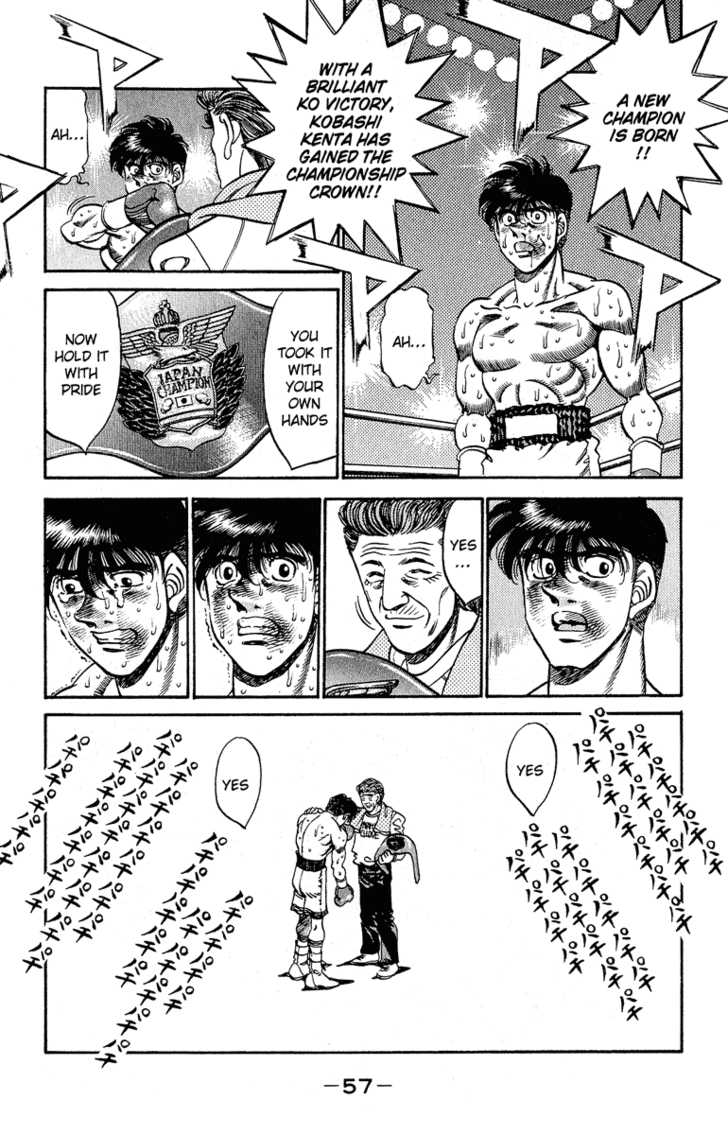 A NEW
CHAMPION
IS BORN
!!
WITH A
BRILLIANT
KO VICTORY,
KOBASHI
KENTA HAS
GAINED THE
CHAMPIONSHIP
CROWN!!
AH...
AH...
YOU
TOOK IT
WITH
YOUR
OWN
HANDS
JAPAN
CHAMPION
NOW
HOLD IT
WITH
PRIDE
YES
...
パチパチパチパチ
YES
パチパチパチパチ
YES
パチパチパチパチ
パチパチパチパチ
-57-